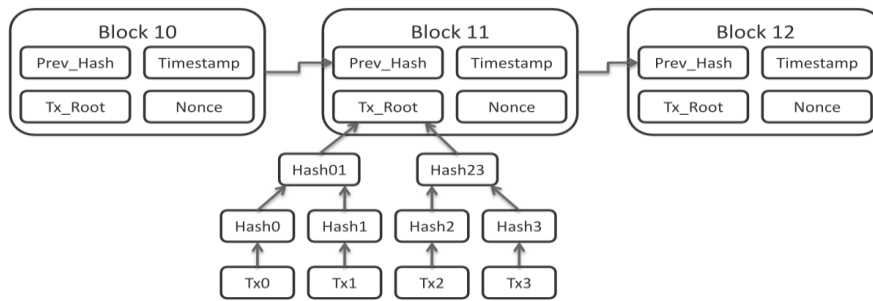 Block 10 Block 11 Block 12
Prev_Hash Timestamp Prev_Hash Timestamp Prev_Hash Timestamp
Tx_Root Nonce Tx_Root Nonce Tx_Root Nonce
Hash01 Hash23
Hash0 Hash1 Hash2 Hash3
Tx0 Tx1 Tx2 Tx3